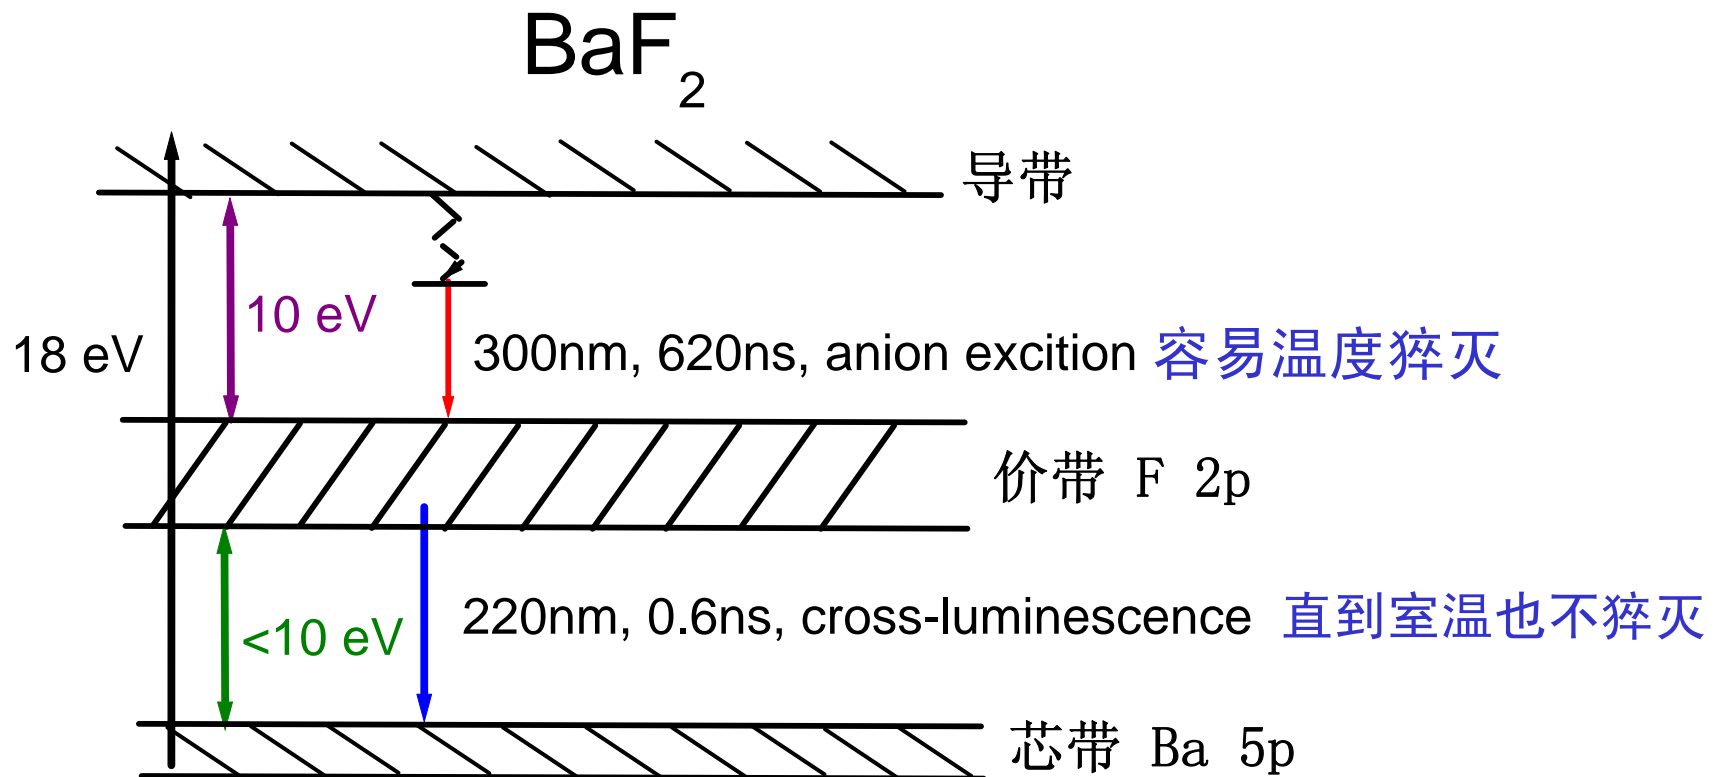 BaF2
导带
10 eV
18 eV
300nm, 620ns, anion excition 容易温度猝灭
价带 F 2p
220nm, 0.6ns, cross-luminescence 直到室温也不猝灭
<10 eV
芯带 Ba 5p